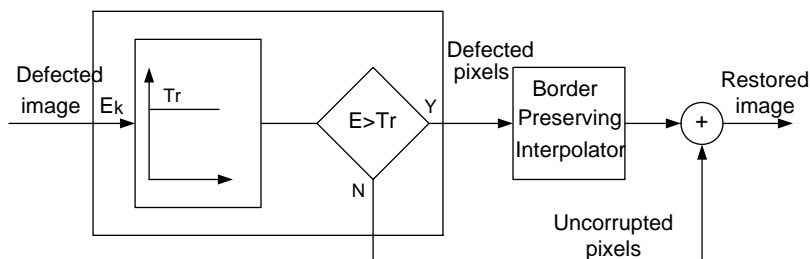 Defected
image
Ek
Tr
E>Tr
Y
N
Defected
pixels
Border
Preserving
Interpolator
+
Restored
image
Uncorrupted
pixels